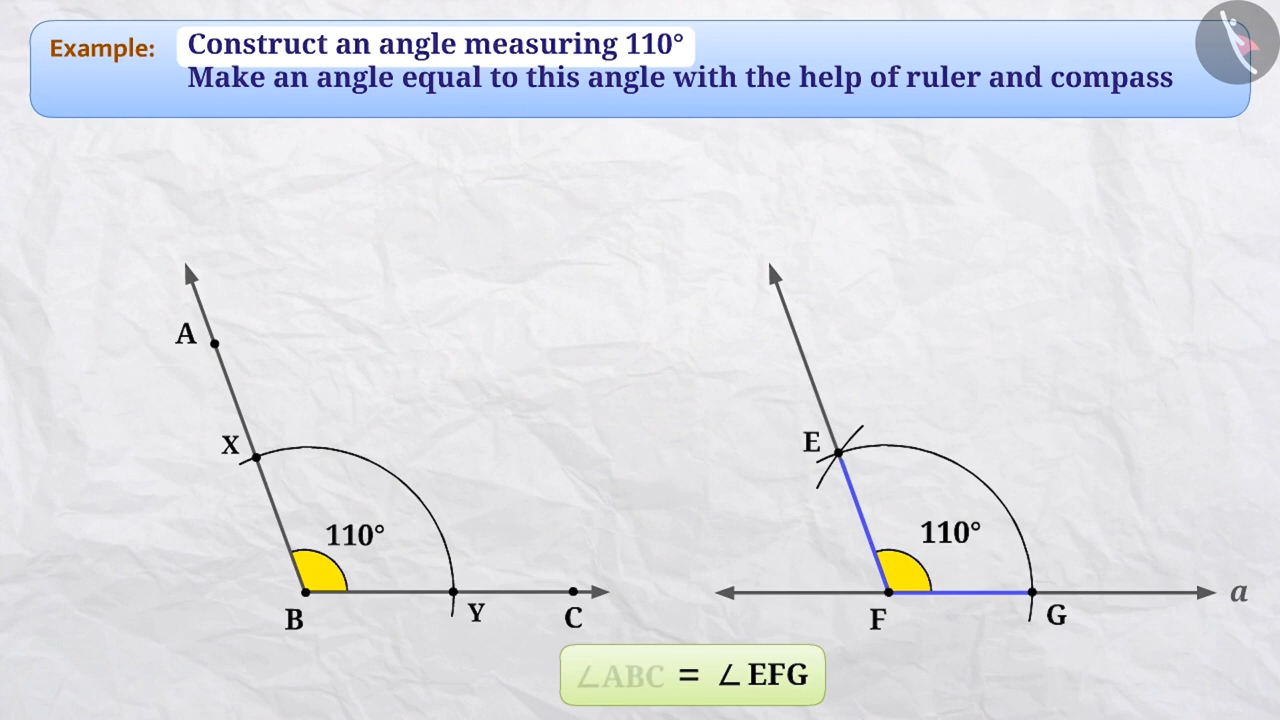 Example: Construct an angle measuring 110°
Make an angle equal to this angle with the help of ruler and compass
A
X
E
110°
110°
B
Y
C
F
G
a
∠ABC = ∠EFG